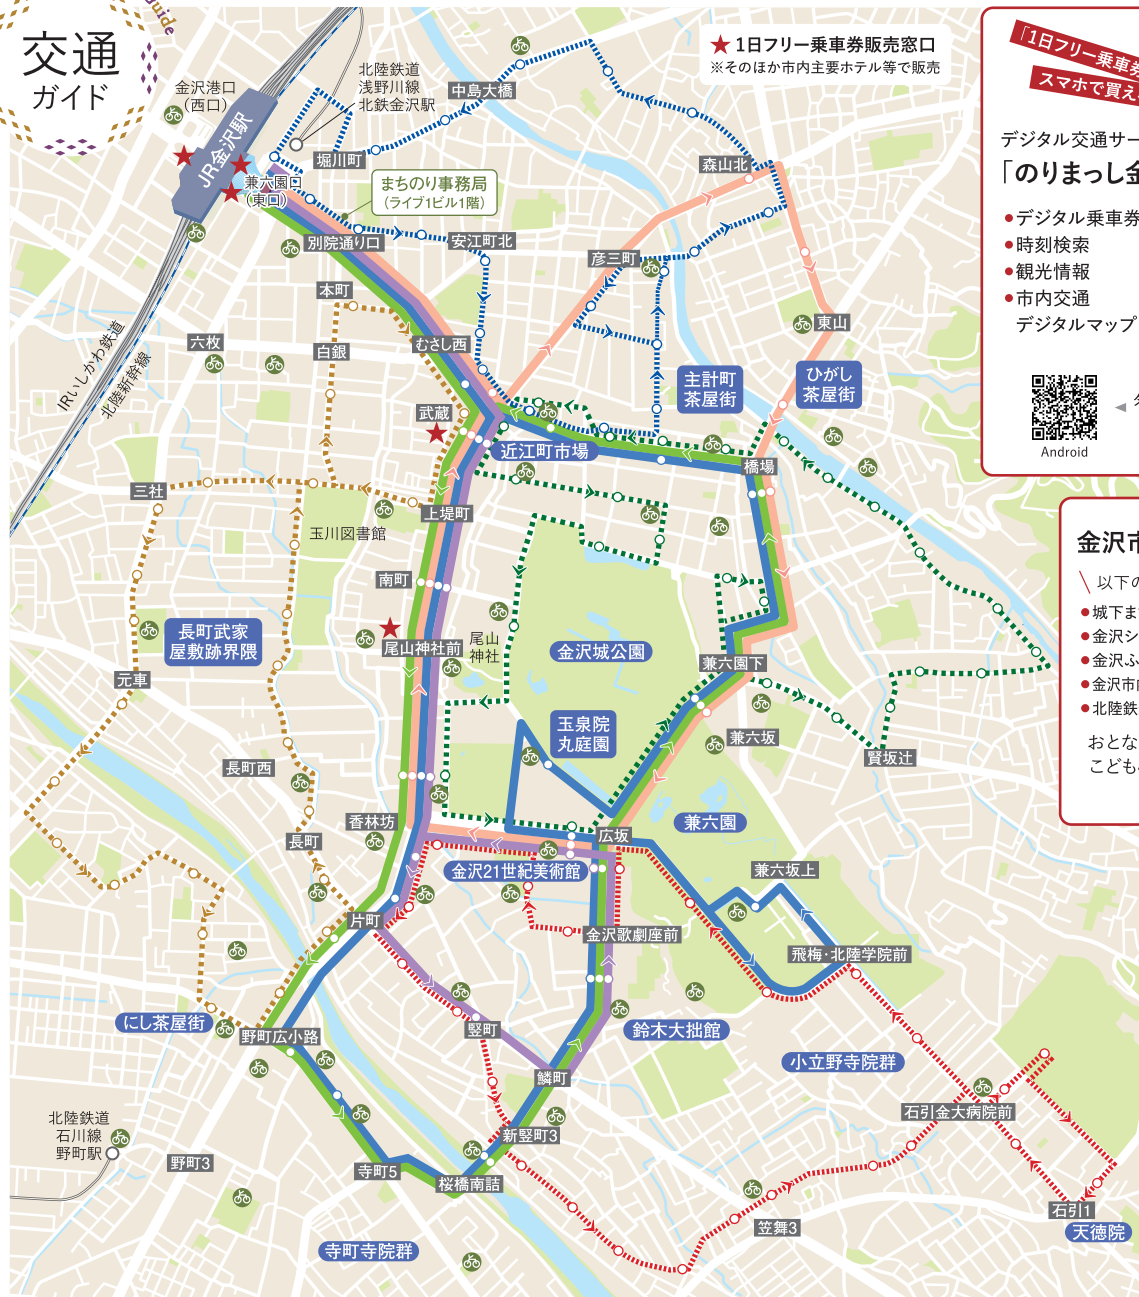 guide
交通
ガイド
★1日フリー乗車券販売窓口
※そのほか市内主要ホテル等で販売
「1日フリー乗車券
スマホで買え
デジタル交通サー
「のりまっし金
•デジタル乗車券
•時刻検索
•観光情報
•市内交通
デジタルマップ
Android
金沢市
以下の
•城下ま
•金沢シ
•金沢ふ
•金沢市内
•北陸鉄
おとな
こども
金沢港口
(西口)
北陸鉄道
浅野川線
北鉄金沢駅
JR金沢駅
兼六園口
(東口)
中島大橋
堀川町
まちのり事務局
(ライブ1ビル1階)
森山北
別院通り口
安江町北
彦三町
本町
東山
六枚
白銀
むさし西
IRいしかわ鉄道
北陸新幹線
主計町
茶屋街
ひがし
茶屋街
武蔵
近江町市場
橋場
三社
上堤町
玉川図書館
南町
長町武家
屋敷跡界隈
尾山神社前
尾山
神社
金沢城公園
兼六園下
元車
玉泉院
丸庭園
兼六坂
賢坂辻
長町西
香林坊
長町
広坂
兼六園
金沢21世紀美術館
兼六坂上
片町
金沢歌劇座前
飛梅・北陸学院前
にし茶屋街
野町広小路
竪町
鈴木大拙館
小立野寺院群
鱗町
石引金大病院前
北陸鉄道
石川線
野町駅
新竪町3
野町3
寺町5
桜橋南詰
笠舞3
石引1
天徳院
寺町寺院群